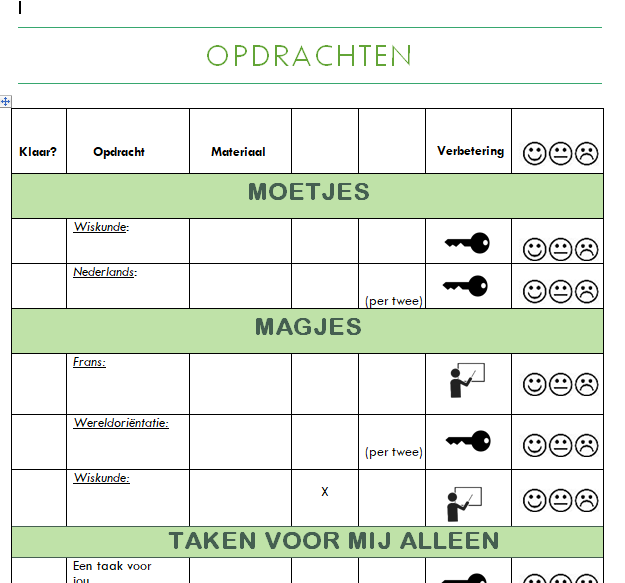 OPDRACHTEN
Klaar? Opdracht Materiaal Verbetering
MOETJES
Wiskunde:
Nederlands:
(per twee)
MAGJES
Frans:
Wereldoriëntatie:
(per twee)
Wiskunde:
X
TAKEN VOOR MIJ ALLEEN
Een taak voor
jou